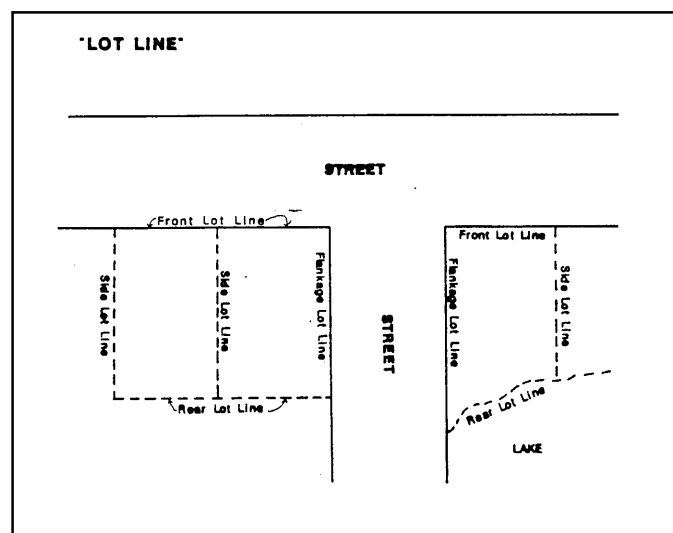 "LOT LINE"
STREET
Front Lot Line
Front Lot Line
Side Lot Line
Side Lot Line
Flankage Lot Line
STREET
Flankage Lot Line
Side Lot Line
Rear Lot Line
Rear Lot Line
LAKE